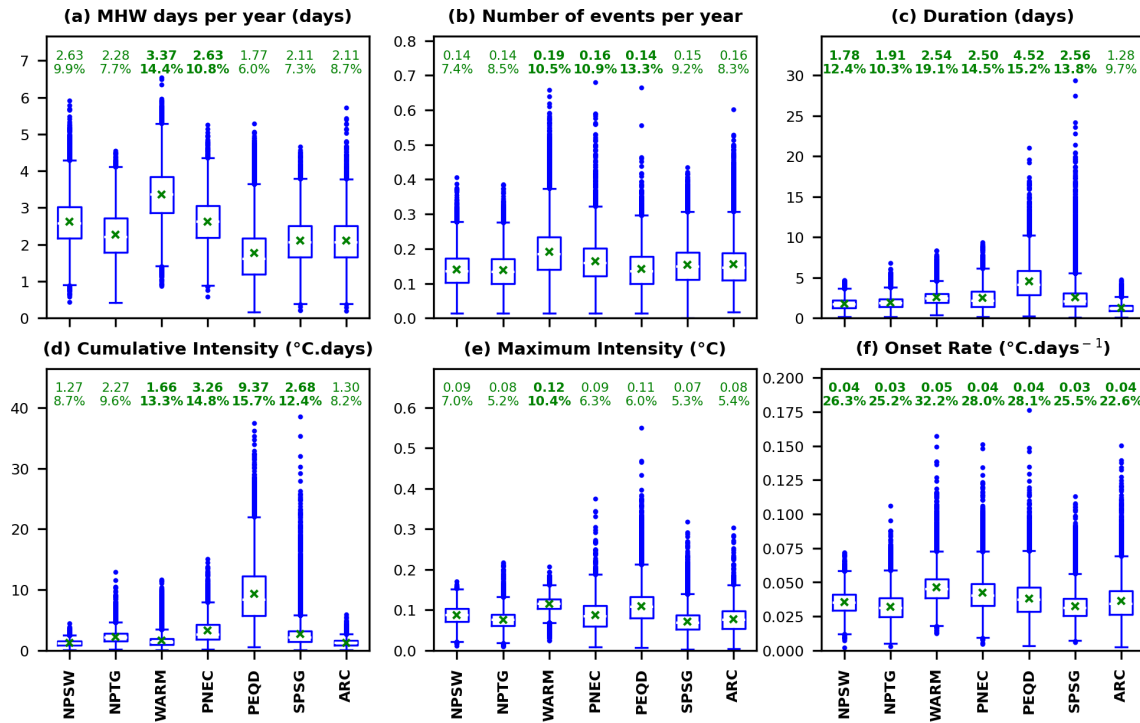 (a) MHW days per year (days)
2.63 2.28 3.37 2.63 1.77 2.11 2.11
9.9% 7.7% 14.4% 10.8% 6.0% 7.3% 8.7%
7
6
5
4
3
2
1
0
(b) Number of events per year
0.14 0.14 0.19 0.16 0.14 0.15 0.16
7.4% 8.5% 10.5% 10.9% 13.3% 9.2% 8.3%
0.8
0.7
0.6
0.5
0.4
0.3
0.2
0.1
0.0
(c) Duration (days)
1.78 1.91 2.54 2.50 4.52 2.56 1.28
12.4% 10.3% 19.1% 14.5% 15.2% 13.8% 9.7%
30
25
20
15
10
5
0
(d) Cumulative Intensity (°C.days)
1.27 2.27 1.66 3.26 9.37 2.68 1.30
8.7% 9.6% 13.3% 14.8% 15.7% 12.4% 8.2%
40
30
20
10
0
NPSW NPTG WARM PNEC PEQD SPSG ARC
(e) Maximum Intensity (°C)
0.09 0.08 0.12 0.09 0.11 0.07 0.08
7.0% 5.2% 10.4% 6.3% 6.0% 5.3% 5.4%
0.6
0.5
0.4
0.3
0.2
0.1
0.0
NPSW NPTG WARM PNEC PEQD SPSG ARC
(f) Onset Rate (°C.days⁻¹)
0.04 0.03 0.05 0.04 0.04 0.03 0.04
26.3% 25.2% 32.2% 28.0% 28.1% 25.5% 22.6%
0.200
0.175
0.150
0.125
0.100
0.075
0.050
0.025
0.000
NPSW NPTG WARM PNEC PEQD SPSG ARC